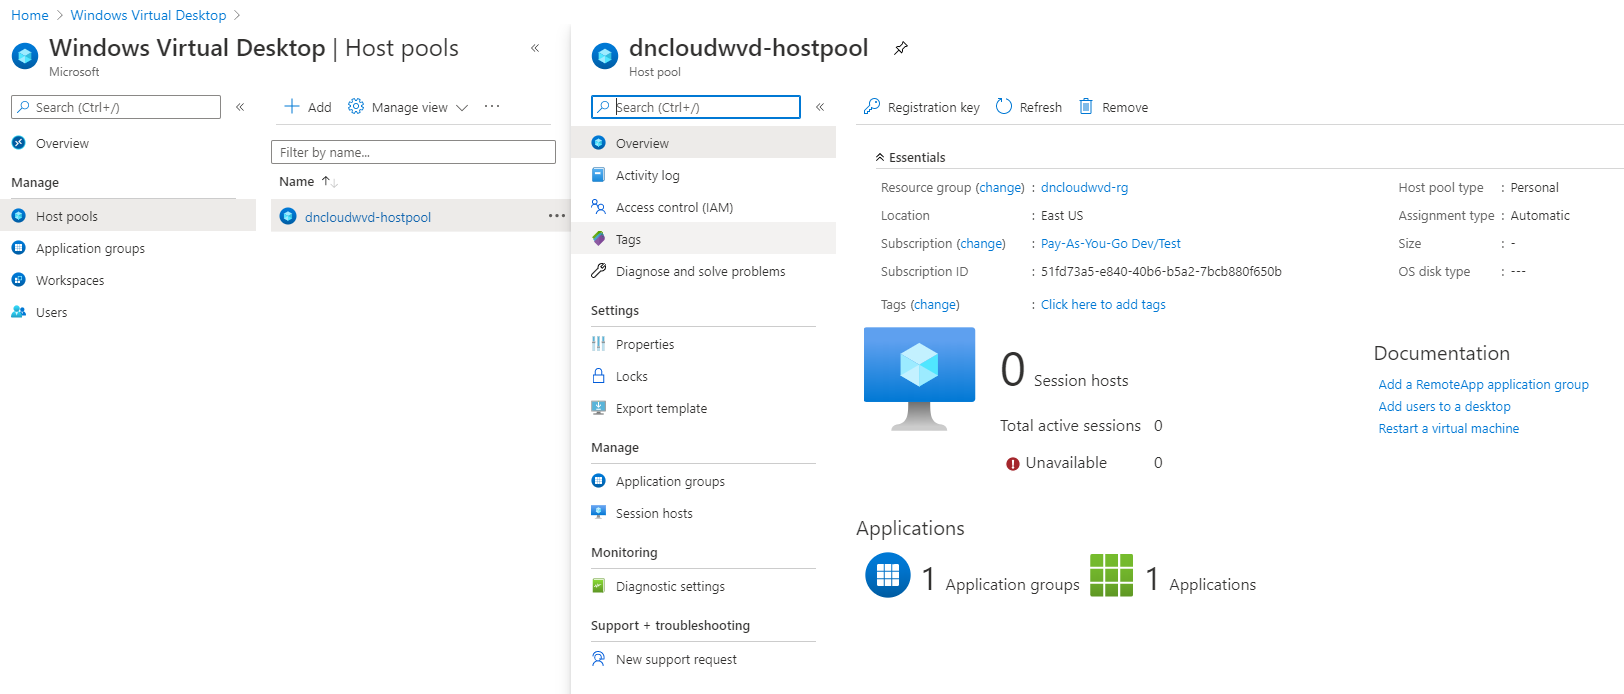 Home > Windows Virtual Desktop >
Windows Virtual Desktop | Host pools
Microsoft
Search (Ctrl+/)
Overview
Manage
Host pools
Application groups
Workspaces
Users
Add Manage view ...
Filter by name...
Name
dncloudwvd-hostpool ...
dncloudwvd-hostpool
Host pool
Search (Ctrl+/)
Overview
Activity log
Access control (IAM)
Tags
Diagnose and solve problems
Settings
Properties
Locks
Export template
Manage
Application groups
Session hosts
Monitoring
Diagnostic settings
Support + troubleshooting
New support request
Registration key Refresh Remove
Essentials
Resource group (change) : dncloudwvd-rg
Location : East US
Subscription (change) : Pay-As-You-Go Dev/Test
Subscription ID : 51fd73a5-e840-40b6-b5a2-7bcb880f650b
Tags (change) : Click here to add tags
Host pool type : Personal
Assignment type : Automatic
Size : -
OS disk type : ---
0 Session hosts
Total active sessions 0
Unavailable 0
Documentation
Add a RemoteApp application group
Add users to a desktop
Restart a virtual machine
Applications
1 Application groups
1 Applications